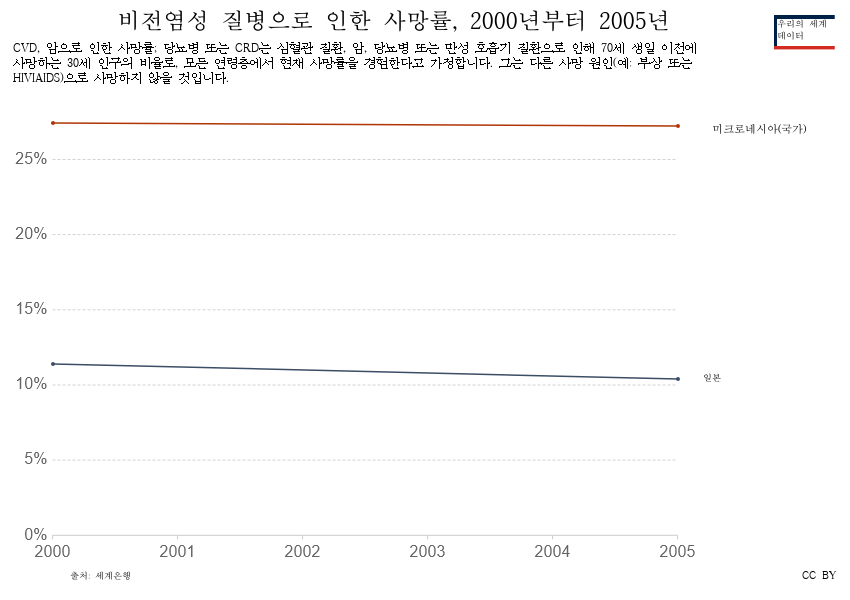 비전염성 질병으로 인한 사망률, 2000년부터 2005년
우리의 세계
데이터
CVD, 암으로 인한 사망률, 당뇨병 또는 CRD는 심혈관 질환, 암, 당뇨병 또는 만성 호흡기 질환으로 인해 70세 생일 이전에
사망하는 30세 인구의 비율로, 모든 연령층에서 현재 사망률을 경험한다고 가정합니다. 그는 다른 사망 원인(예: 부상 또는
HIV/AIDS)으로 사망하지 않을 것입니다.
미크로네시아(국가)
25%
20%
15%
10%
일본
5%
0%
2000 2001 2002 2003 2004 2005
출처: 세계은행
CC BY